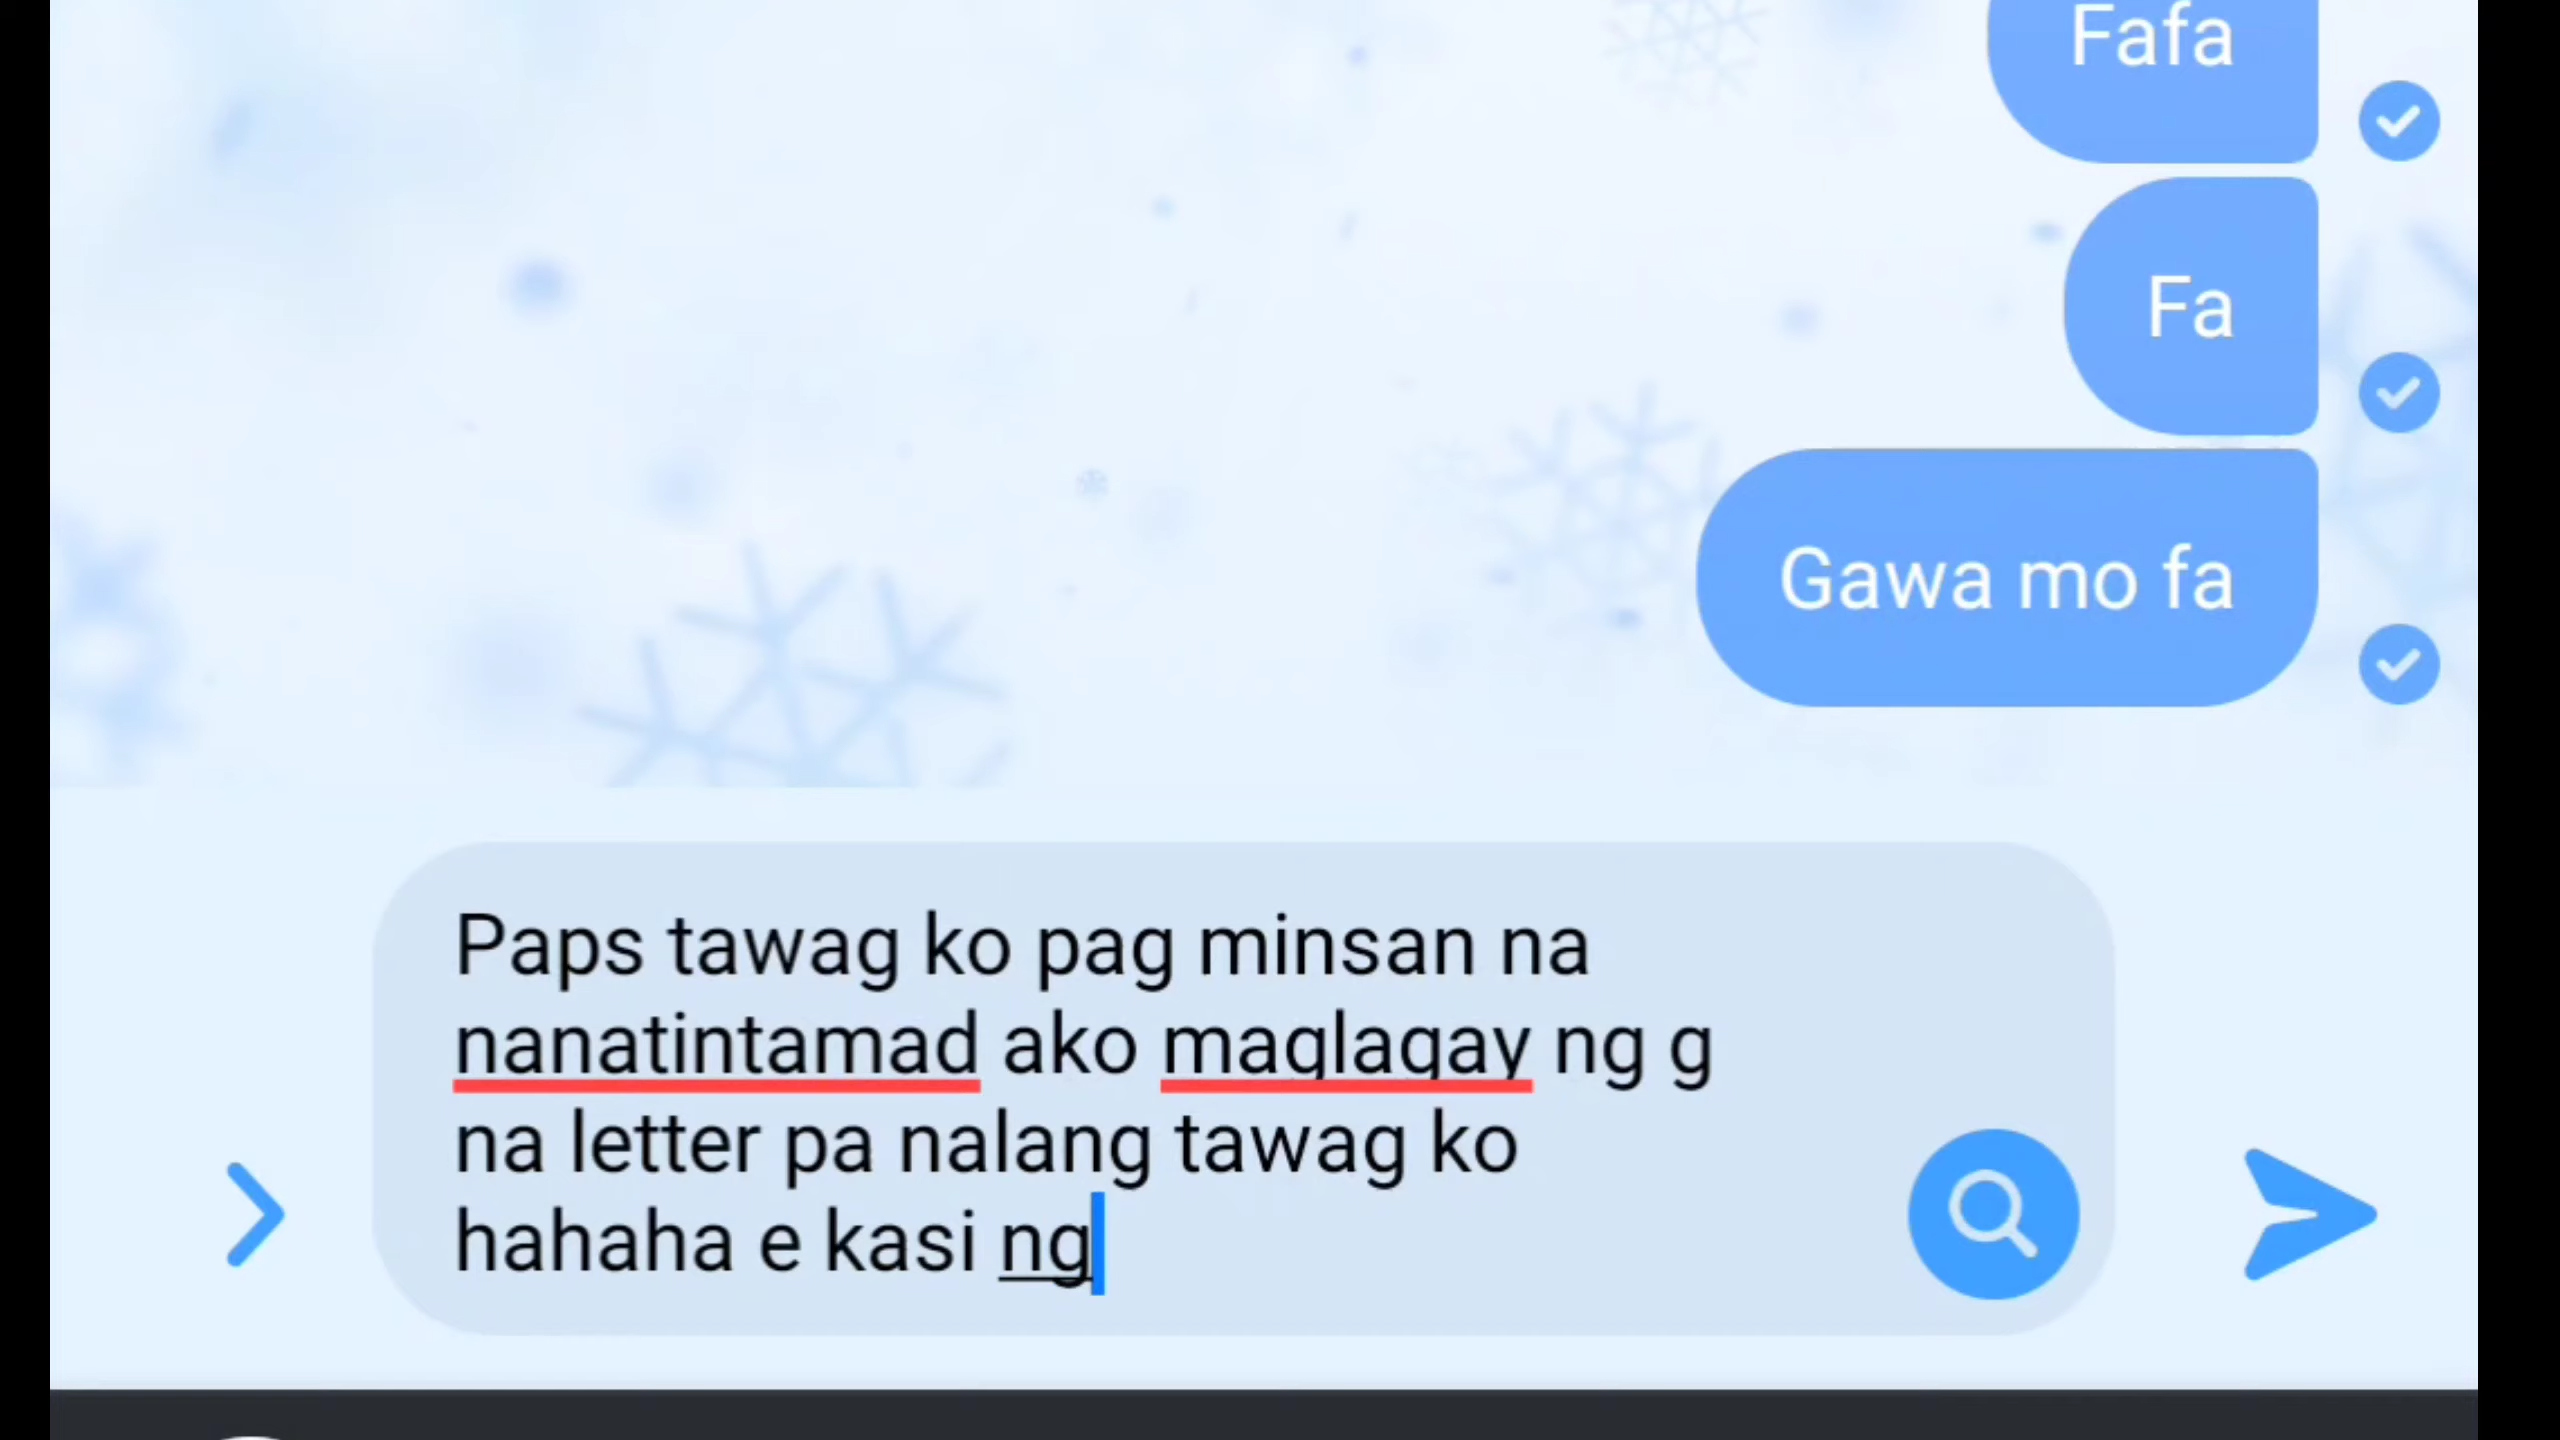 Fafa
Fa
Gawa mo fa
Paps tawag ko pag minsan na
nanatintamad ako maglagay ng g
na letter pa nalang tawag ko
hahaha e kasi ng